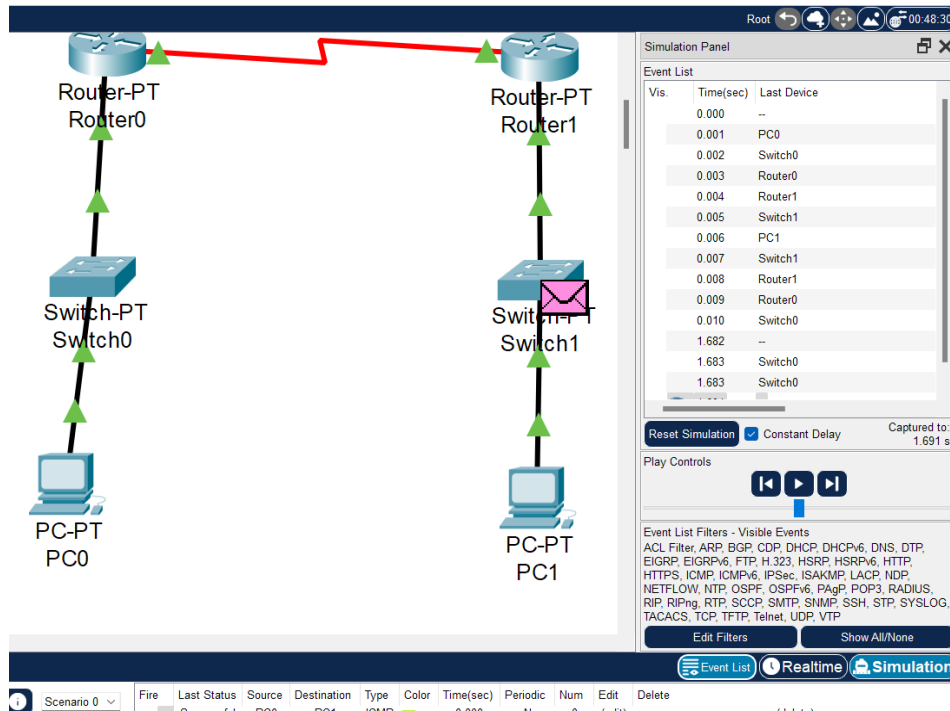 Root 00:48:30
Simulation Panel
Event List
Vis. Time(sec) Last Device
0.000 --
0.001 PC0
0.002 Switch0
0.003 Router0
0.004 Router1
0.005 Switch1
0.006 PC1
0.007 Switch1
0.008 Router1
0.009 Router0
0.010 Switch0
1.682 --
1.683 Switch0
1.683 Switch0
Reset Simulation Constant Delay Captured to:
1.691 s
Play Controls
Event List Filters - Visible Events
ACL Filter, ARP, BGP, CDP, DHCP, DHCPv6, DNS, DTP,
EIGRP, EIGRPv6, FTP, H.323, HSRP, HSRPv6, HTTP,
HTTPS, ICMP, ICMPv6, IPSec, ISAKMP, LACP, NDP,
NETFLOW, NTP, OSPF, OSPFv6, PAgP, POP3, RADIUS,
RIP, RIPng, RTP, SCCP, SMTP, SNMP, SSH, STP, SYSLOG,
TACACS, TCP, TFTP, Telnet, UDP, VTP
Edit Filters Show All/None
Event List Realtime Simulation
Router-PT
Router0
Router-PT
Router1
Switch-PT
Switch0
Switch-PT
Switch1
PC-PT
PC0
PC-PT
PC1
Scenario 0 Fire Last Status Source Destination Type Color Time(sec) Periodic Num Edit Delete